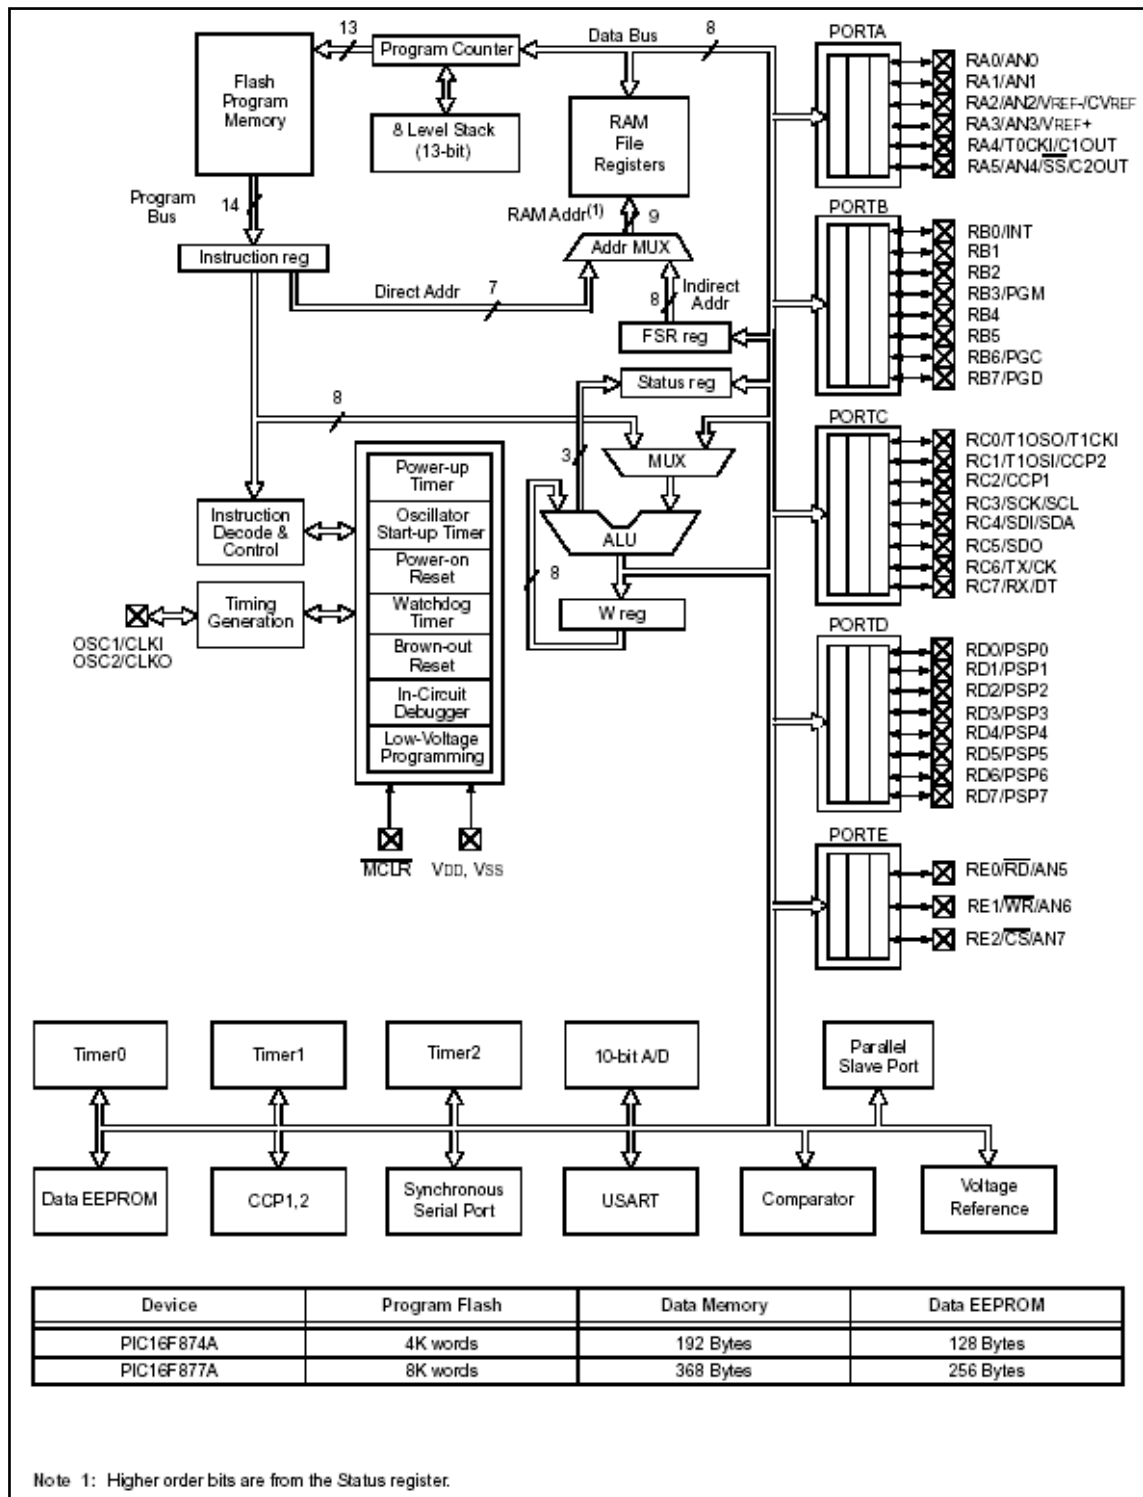 13
Program Counter
Data Bus
8
PORTA
Flash
Program
Memory
8 Level Stack
(13-bit)
RAM
File
Registers
RA0/AN0
RA1/AN1
RA2/AN2/VREF-/CVREF
RA3/AN3/VREF+
RA4/T0CKI/C1OUT
RA5/AN4/SS/C2OUT
Program
Bus
14
RAM Addr(1)
9
PORTB
Instruction reg
Addr MUX
Direct Addr
7
8
Indirect
Addr
FSR reg
RB0/INT
RB1
RB2
RB3/PGM
RB4
RB5
RB6/PGC
RB7/PGD
Status reg
8
3
MUX
PORTC
RC0/T1OSO/T1CKI
RC1/T1OSI/CCP2
RC2/CCP1
RC3/SCK/SCL
RC4/SDI/SDA
RC5/SDO
RC6/TX/CK
RC7/RX/DT
Power-up
Timer
Instruction
Decode &
Control
Oscillator
Start-up Timer
ALU
Power-on
Reset
8
Timing
Generation
Watchdog
Timer
W reg
OSC1/CLKI
OSC2/CLKO
Brown-out
Reset
In-Circuit
Debugger
Low-Voltage
Programming
PORTD
RD0/PSP0
RD1/PSP1
RD2/PSP2
RD3/PSP3
RD4/PSP4
RD5/PSP5
RD6/PSP6
RD7/PSP7
MCLR
VDD, VSS
PORTE
RE0/RD/AN5
RE1/WR/AN6
RE2/CS/AN7
Timer0
Timer1
Timer2
10-bit A/D
Parallel
Slave Port
Data EEPROM
CCP1,2
Synchronous
Serial Port
USART
Comparator
Voltage
Reference
Device Program Flash Data Memory Data EEPROM
PIC16F874A 4K words 192 Bytes 128 Bytes
PIC16F877A 8K words 368 Bytes 256 Bytes
Note 1: Higher order bits are from the Status register.